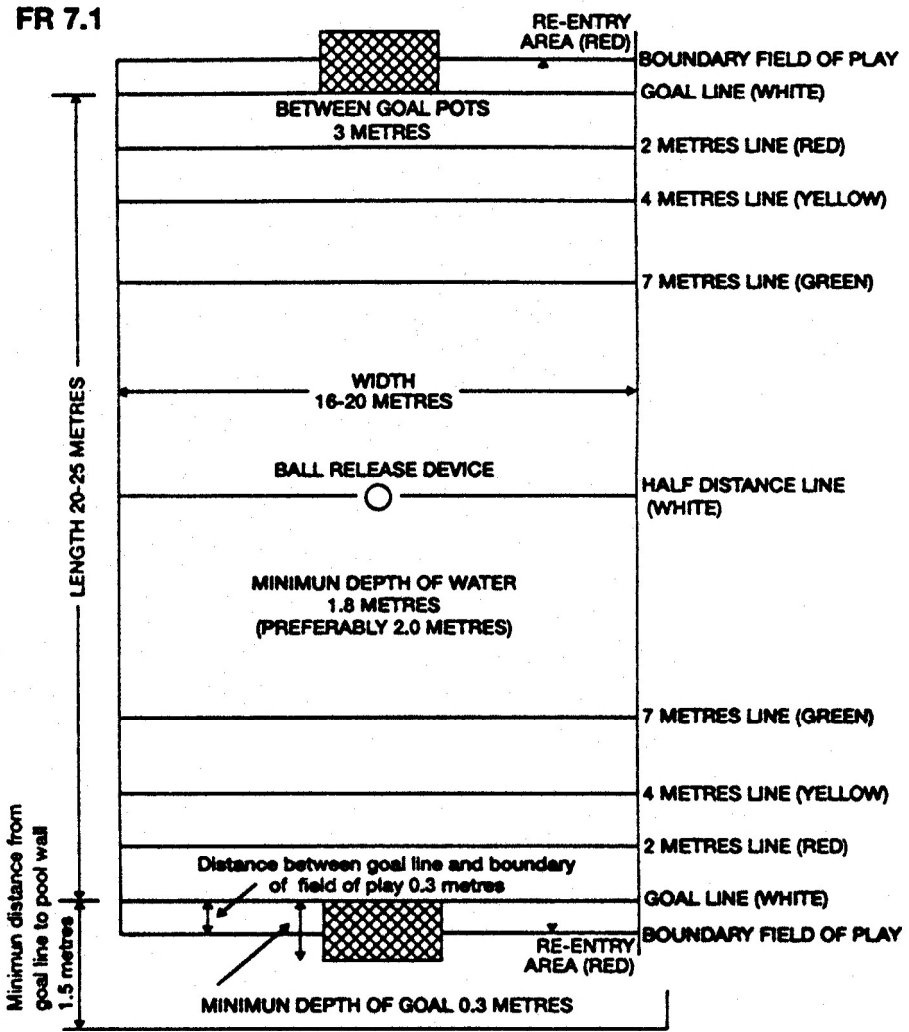 FR 7.1
RE-ENTRY
AREA (RED)
BOUNDARY FIELD OF PLAY
GOAL LINE (WHITE)
BETWEEN GOAL POTS
3 METRES
2 METRES LINE (RED)
4 METRES LINE (YELLOW)
7 METRES LINE (GREEN)
WIDTH
16-20 METRES
LENGTH 20-25 METRES
BALL RELEASE DEVICE
HALF DISTANCE LINE
(WHITE)
MINIMUN DEPTH OF WATER
1.8 METRES
(PREFERABLY 2.0 METRES)
7 METRES LINE (GREEN)
4 METRES LINE (YELLOW)
2 METRES LINE (RED)
Distance between goal line and boundary
of field of play 0.3 metres
GOAL LINE (WHITE)
BOUNDARY FIELD OF PLAY
RE-ENTRY
AREA (RED)
Minimun distance from
goal line to pool wall
1.5 metres
MINIMUN DEPTH OF GOAL 0.3 METRES